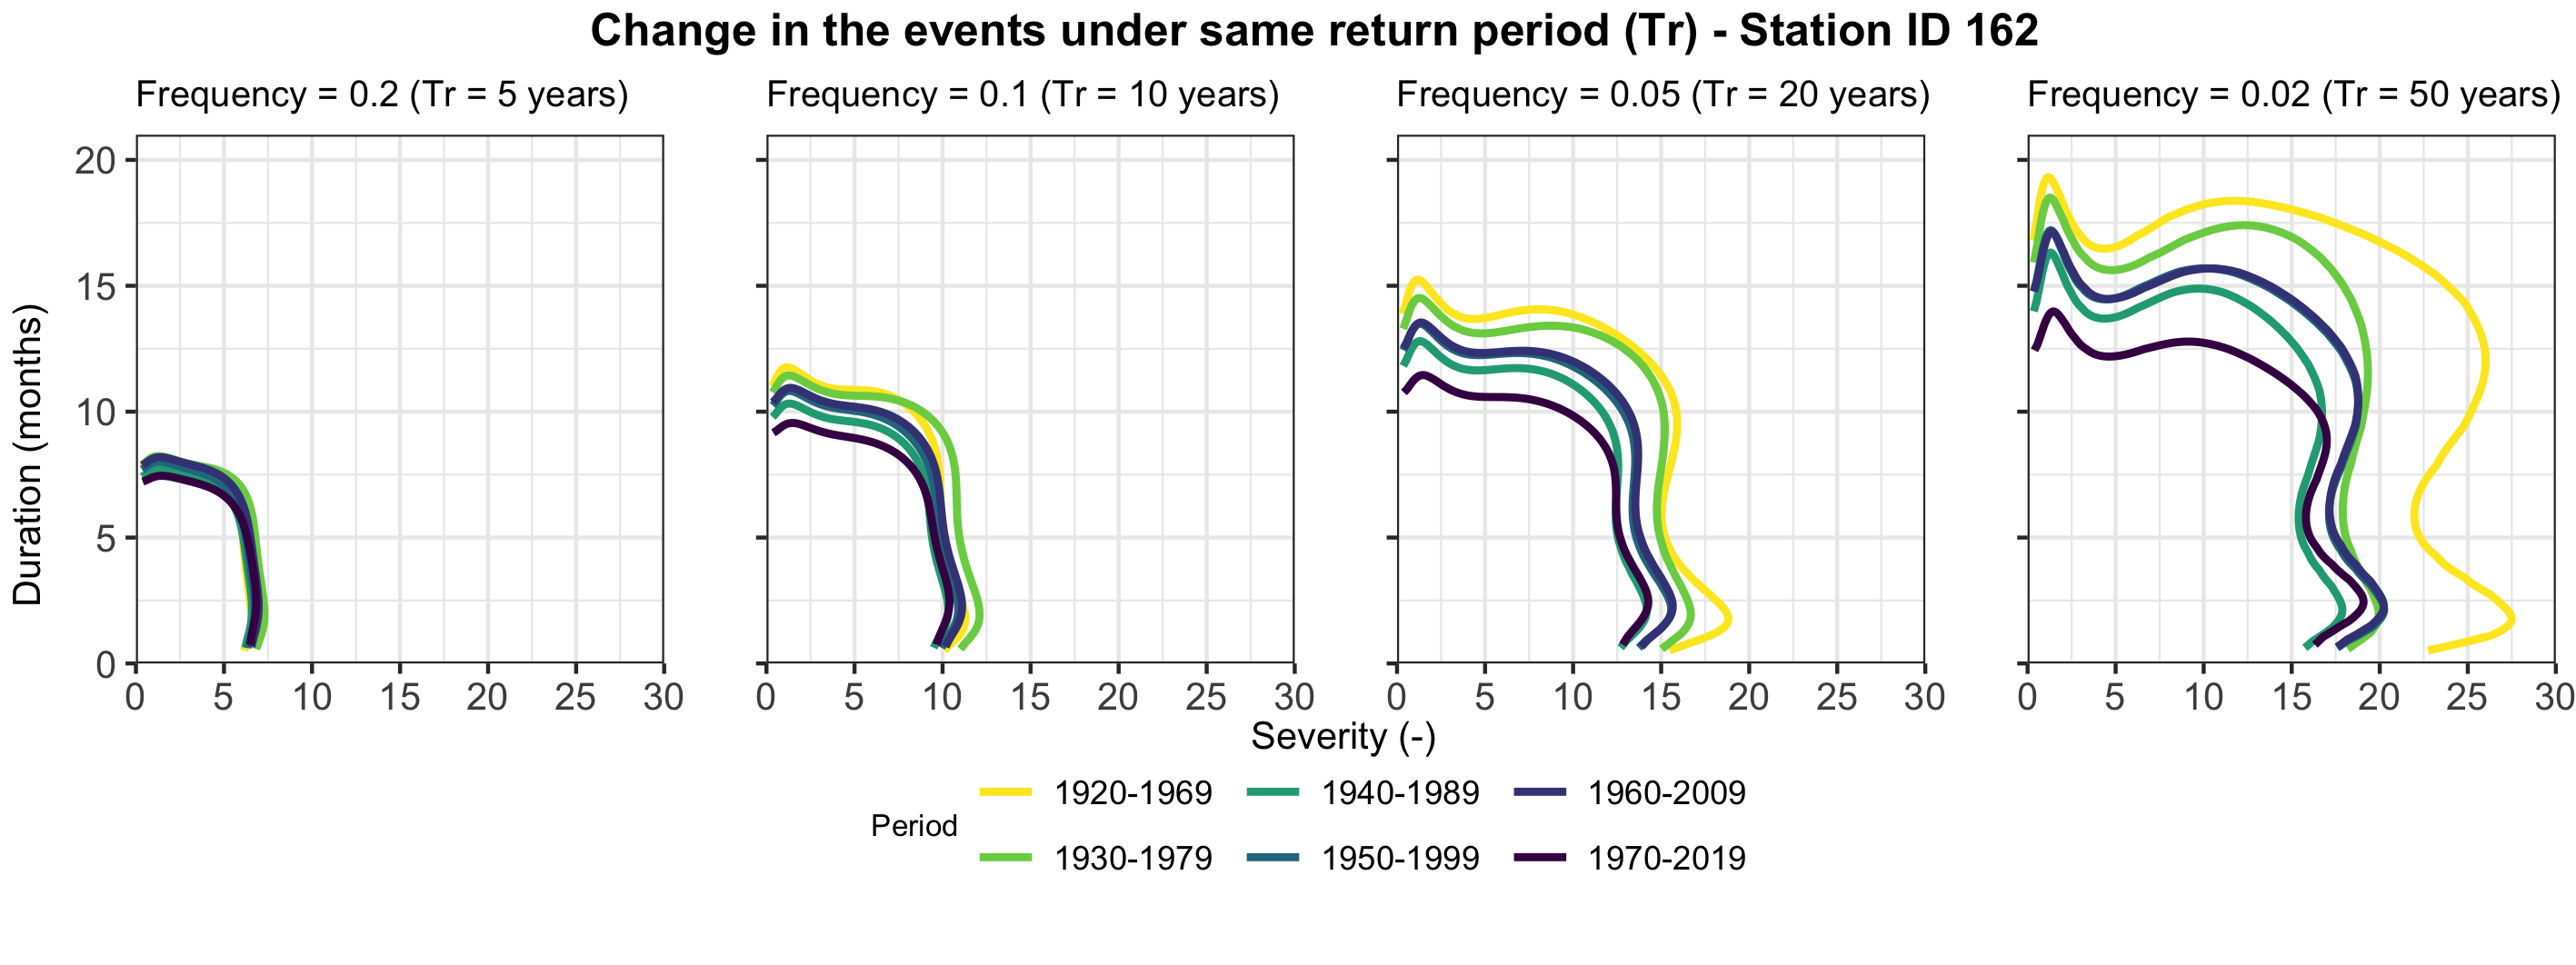 Change in the events under same return period (Tr) - Station ID 162
Frequency = 0.2 (Tr = 5 years)
Frequency = 0.1 (Tr = 10 years)
Frequency = 0.05 (Tr = 20 years)
Frequency = 0.02 (Tr = 50 years)
Duration (months)
20
15
10
5
0
0 5 10 15 20 25 30
0 5 10 15 20 25 30
0 5 10 15 20 25 30
0 5 10 15 20 25 30
Severity (-)
Period
1920-1969 1940-1989 1960-2009
1930-1979 1950-1999 1970-2019